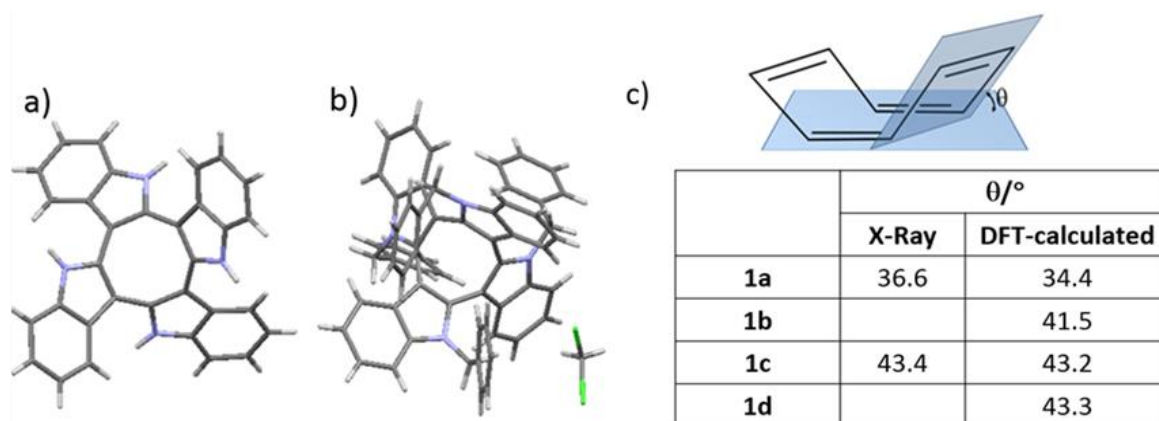 a)
b)
c)
θ
θ/°
X-Ray DFT-calculated
1a 36.6 34.4
1b 41.5
1c 43.4 43.2
1d 43.3